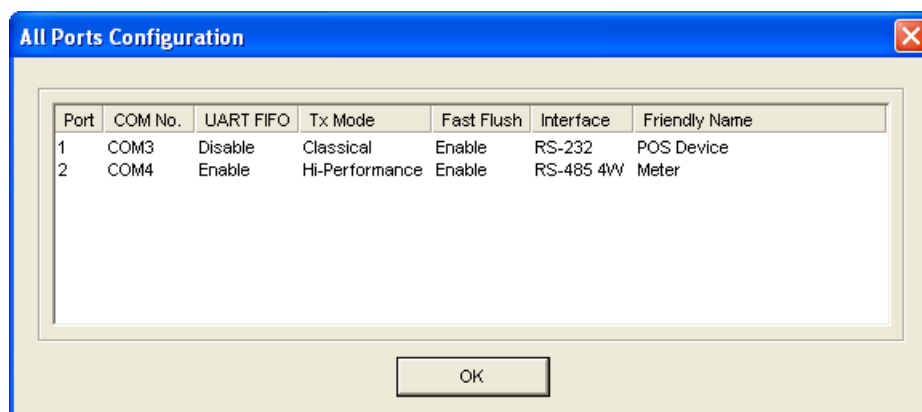 All Ports Configuration
Port COM No. UART FIFO Tx Mode Fast Flush Interface Friendly Name
1 COM3 Disable Classical Enable RS-232 POS Device
2 COM4 Enable Hi-Performance Enable RS-485 4W Meter
OK